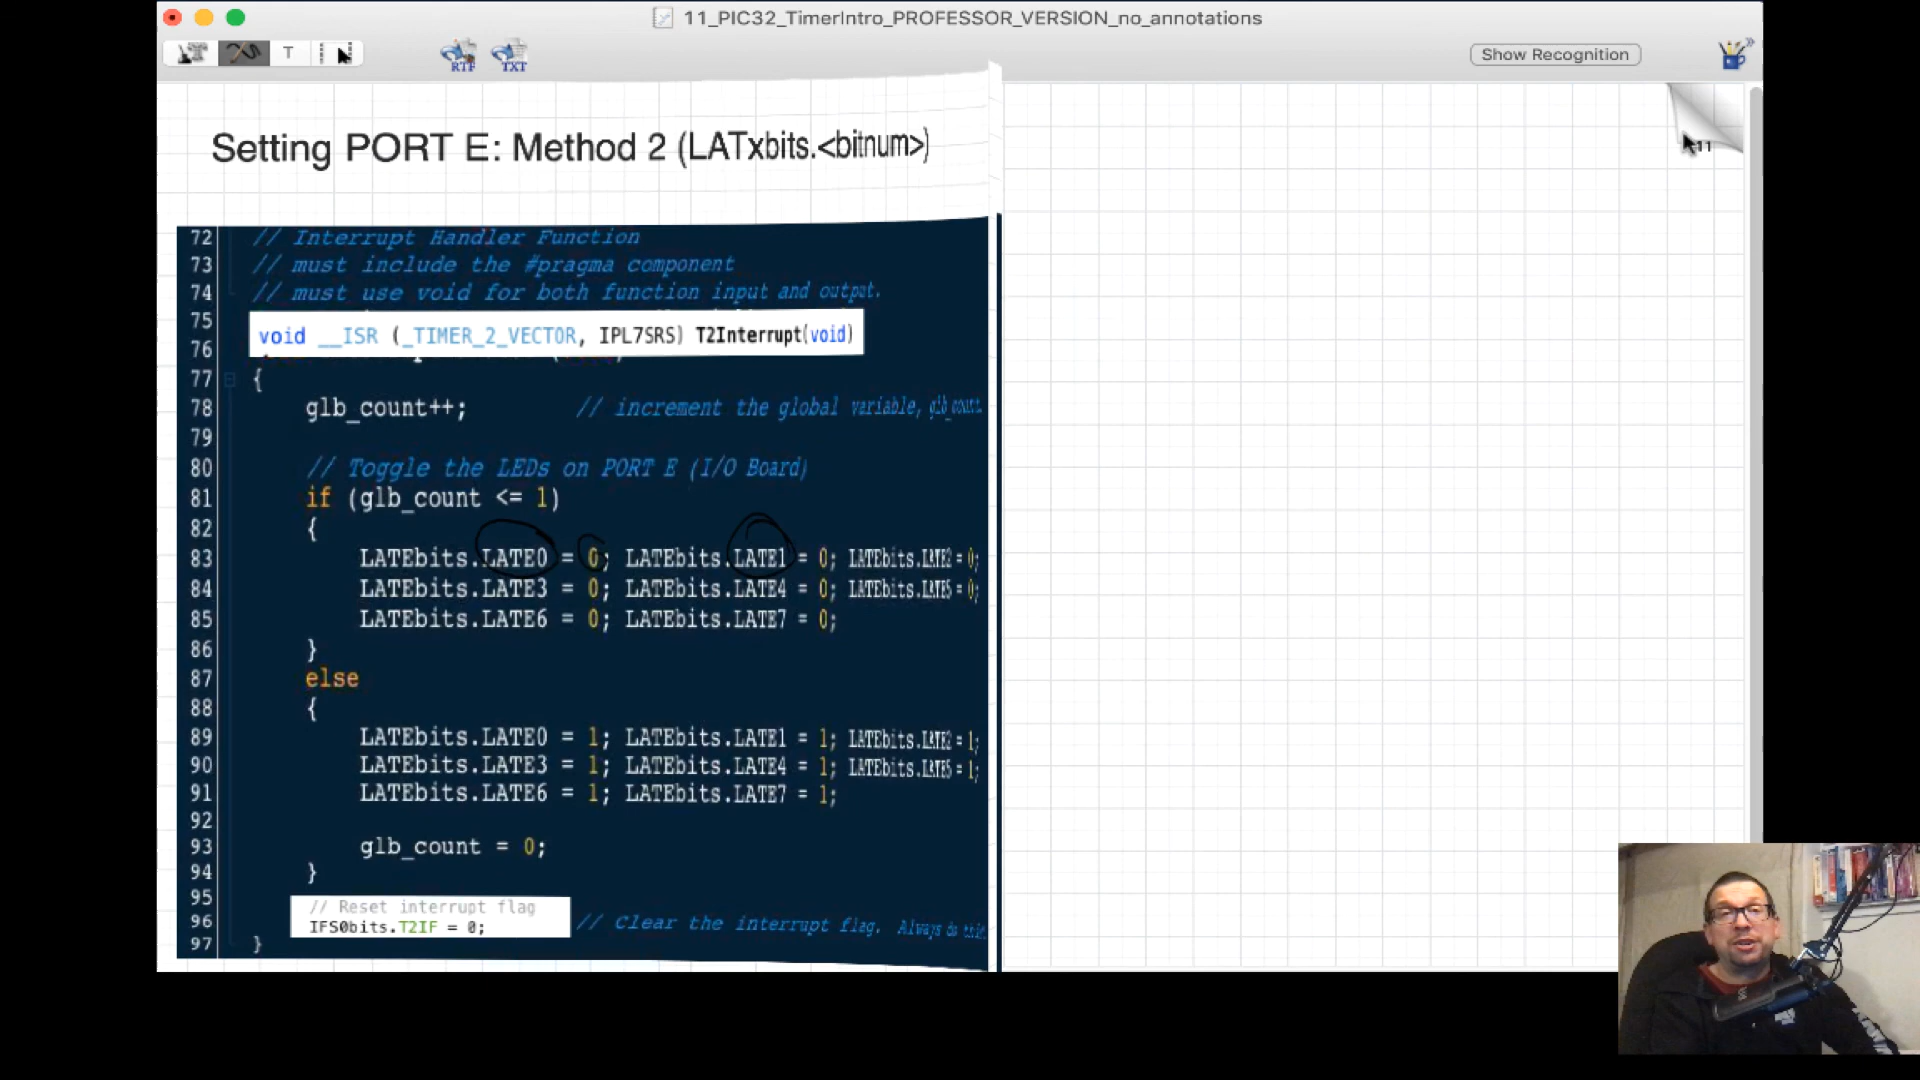 11_PIC32_TimerIntro_PROFESSOR_VERSION_no_annotations
T
RTF
TXT
Show Recognition
11
Setting PORT E: Method 2 (LATxbits.<bitnum>)
72 // Interrupt Handler Function
73 // must include the #pragma component
74 // must use void for both function input and output.
75
void __ISR (_TIMER_2_VECTOR, IPL7SRS) T2Interrupt(void)
76
77 {
78 glb_count++; // increment the global variable, glb_count.
79
80 // Toggle the LEDs on PORT E (I/O Board)
81 if (glb_count <= 1)
82 {
83 LATEbits.LATE0 = 0; LATEbits.LATE1 = 0; LATEbits.LATE2 = 0;
84 LATEbits.LATE3 = 0; LATEbits.LATE4 = 0; LATEbits.LATE5 = 0;
85 LATEbits.LATE6 = 0; LATEbits.LATE7 = 0;
86 }
87 else
88 {
89 LATEbits.LATE0 = 1; LATEbits.LATE1 = 1; LATEbits.LATE2 = 1;
90 LATEbits.LATE3 = 1; LATEbits.LATE4 = 1; LATEbits.LATE5 = 1;
91 LATEbits.LATE6 = 1; LATEbits.LATE7 = 1;
92
93 glb_count = 0;
94 }
95 // Reset interrupt flag
96 IFS0bits.T2IF = 0; // Clear the interrupt flag. Always do this
97 }